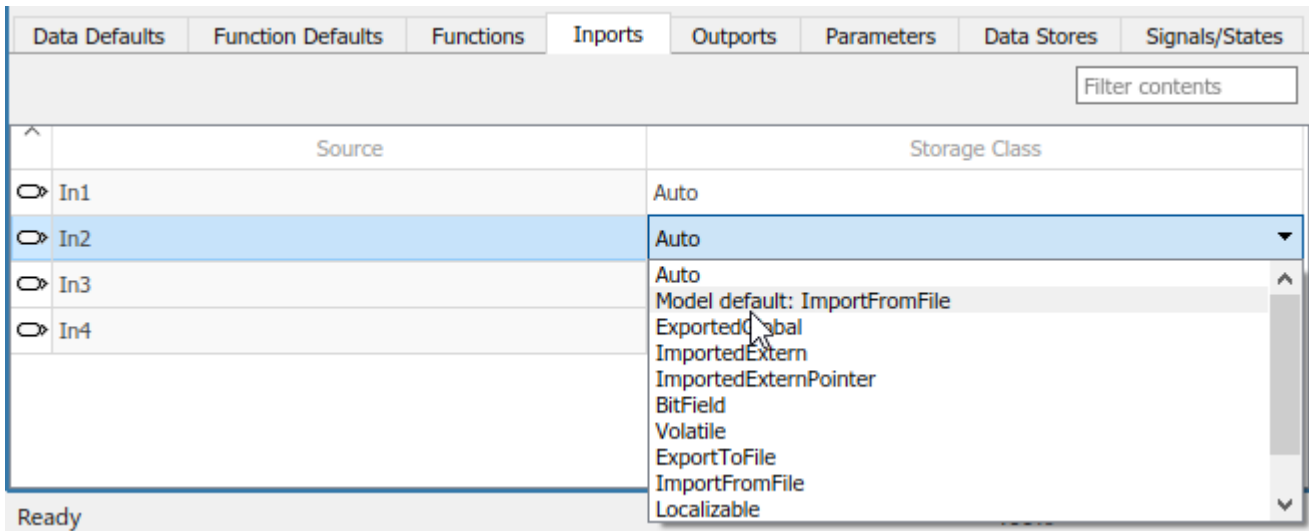 Data Defaults Function Defaults Functions Inports Outports Parameters Data Stores Signals/States
Filter contents
Source Storage Class
In1 Auto
In2 Auto
In3
In4
Auto
Model default: ImportFromFile
ExportedGlobal
ImportedExtern
ImportedExternPointer
BitField
Volatile
ExportToFile
ImportFromFile
Localizable
Ready